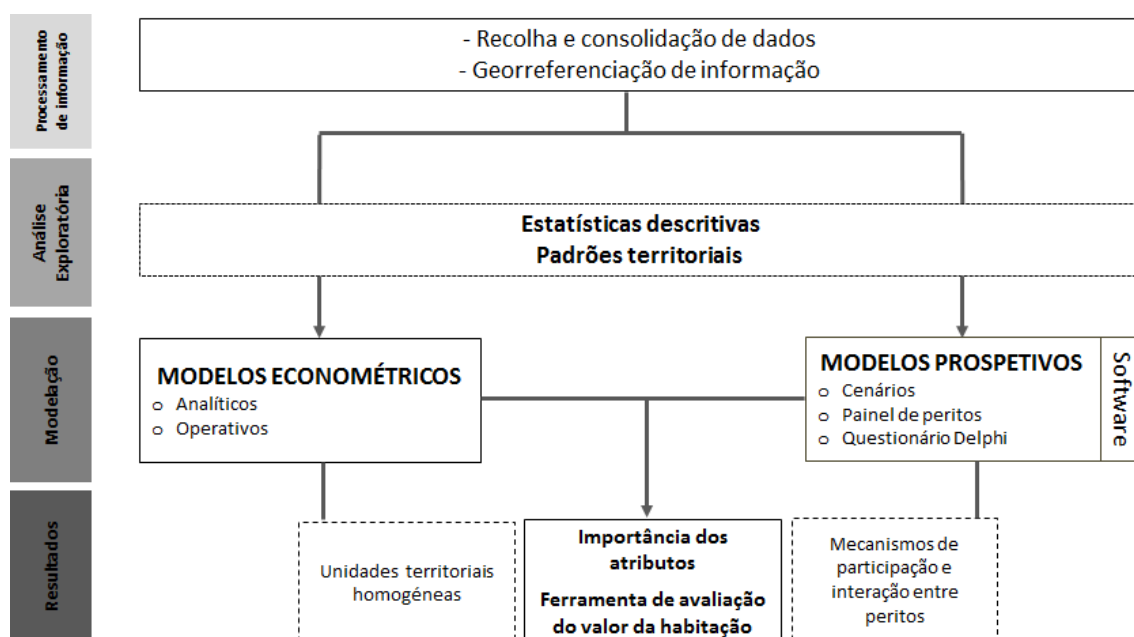 Processamento
de informação
- Recolha e consolidação de dados
- Georreferenciação de informação
Análise
Exploratória
Estatísticas descritivas
Padrões territoriais
Modelação
MODELOS ECONOMÉTRICOS
o Analíticos
o Operativos
MODELOS PROSPETIVOS
o Cenários
o Painel de peritos
o Questionário Delphi
Software
Resultados
Unidades territoriais
homogéneas
Importância dos
atributos
Ferramenta de avaliação
do valor da habitação
Mecanismos de
participação e
interação entre
peritos